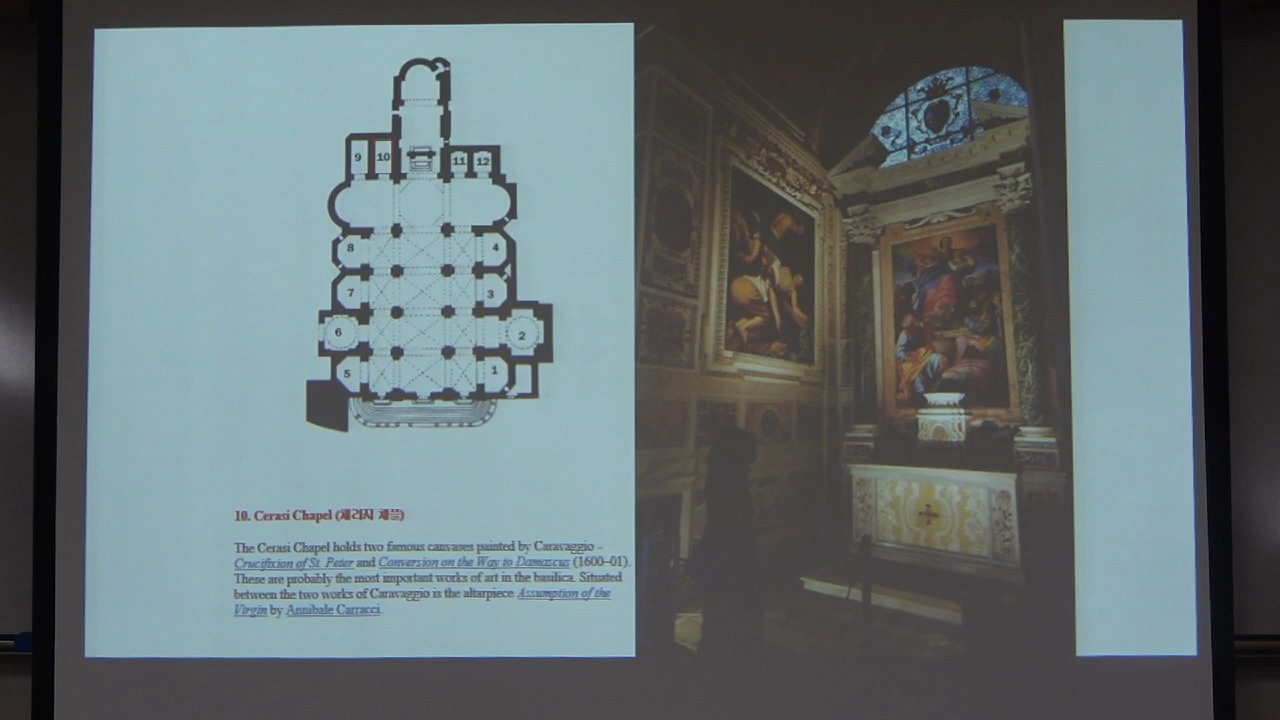 9 10 11 12
8 4
7 3
6 2
5 1
10. Cerasi Chapel (체라시 채플)
The Cerasi Chapel holds two famous canvases painted by Caravaggio -
Crucifixion of St. Peter and Conversion on the Way to Damascus (1600–01).
These are probably the most important works of art in the basilica. Situated
between the two works of Caravaggio is the altarpiece Assumption of the
Virgin by Annibale Carracci.